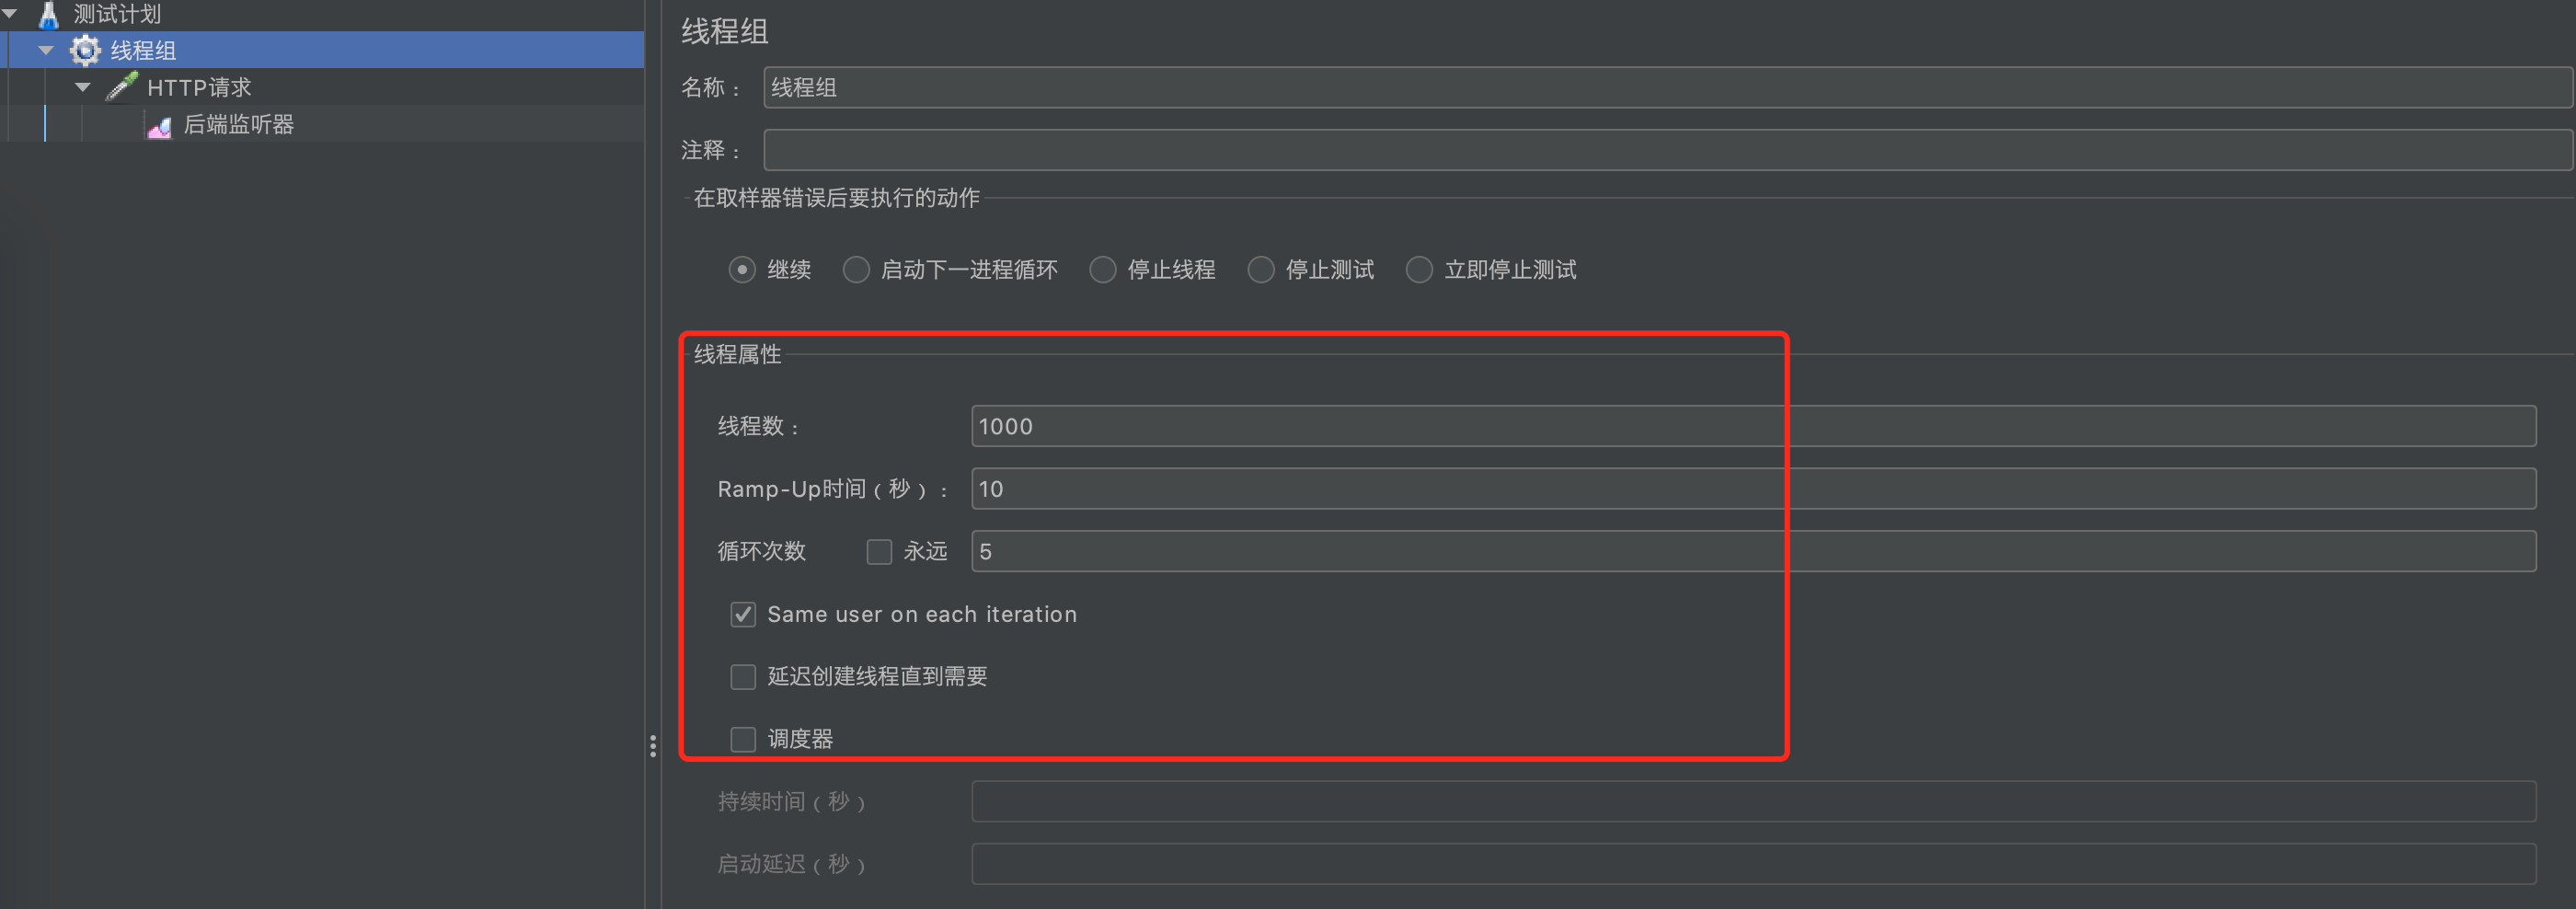 测试计划
线程组
HTTP请求
后端监听器
线程组
名称： 线程组
注释：
在取样器错误后要执行的动作
继续 启动下一进程循环 停止线程 停止测试 立即停止测试
线程属性
线程数： 1000
Ramp-Up时间（秒）： 10
循环次数 永远 5
Same user on each iteration
延迟创建线程直到需要
调度器
持续时间（秒）
启动延迟（秒）